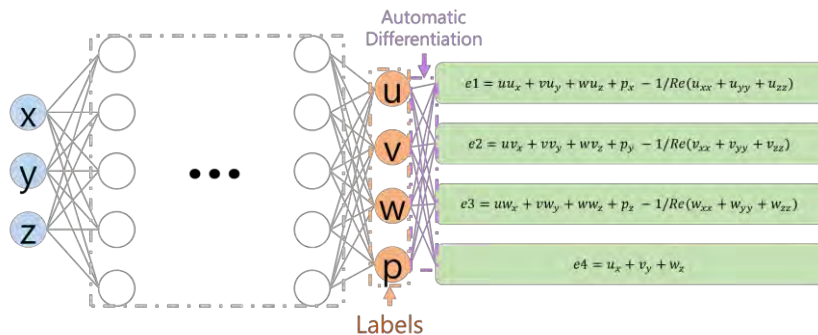 Automatic
Differentiation
x
y
z
...
u
v
w
p
e1 = uu_x + vu_y + wu_z + p_x − 1/Re(u_xx + u_yy + u_zz)
e2 = uv_x + vv_y + wv_z + p_y − 1/Re(v_xx + v_yy + v_zz)
e3 = uw_x + vw_y + ww_z + p_z − 1/Re(w_xx + w_yy + w_zz)
e4 = u_x + v_y + w_z
Labels